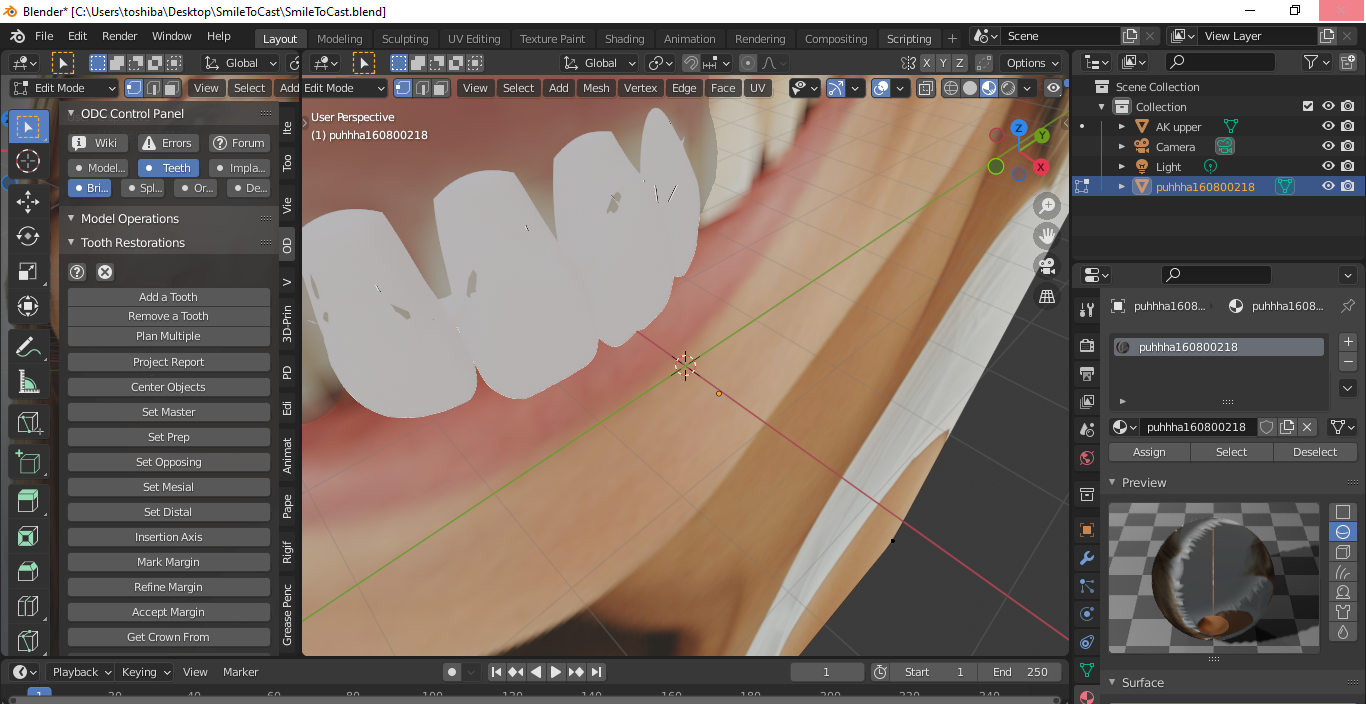 Blender* [C:\Users\toshiba\Desktop\SmileToCast\SmileToCast.blend]
File Edit Render Window Help Layout Modeling Sculpting UV Editing Texture Paint Shading Animation Rendering Compositing Scripting + Scene View Layer
Global Global X Y Z Options
Edit Mode View Select Add Edit Mode View Select Add Mesh Vertex Edge Face UV
ODC Control Panel
Wiki Errors Forum
Model... Teeth Impla...
Bri... Spl... Or... De...
Model Operations
Tooth Restorations
Add a Tooth
Remove a Tooth
Plan Multiple
Project Report
Center Objects
Set Master
Set Prep
Set Opposing
Set Mesial
Set Distal
Insertion Axis
Mark Margin
Refine Margin
Accept Margin
Get Crown From
Ite
Too
Vie
OD
V
3D-Prin
PD
Edi
Animat
Pape
Rigif
Grease Penc
User Perspective
(1) puhhha160800218
Z
Y
X
Scene Collection
Collection
AK upper
Camera
Light
puhhha160800218
puhhha1608... puhhha1608...
puhhha160800218
puhhha160800218
Assign Select Deselect
Preview
Surface
Playback Keying View Marker 1 Start 1 End 250
1 20 40 60 80 100 120 140 160 180 200 220 240